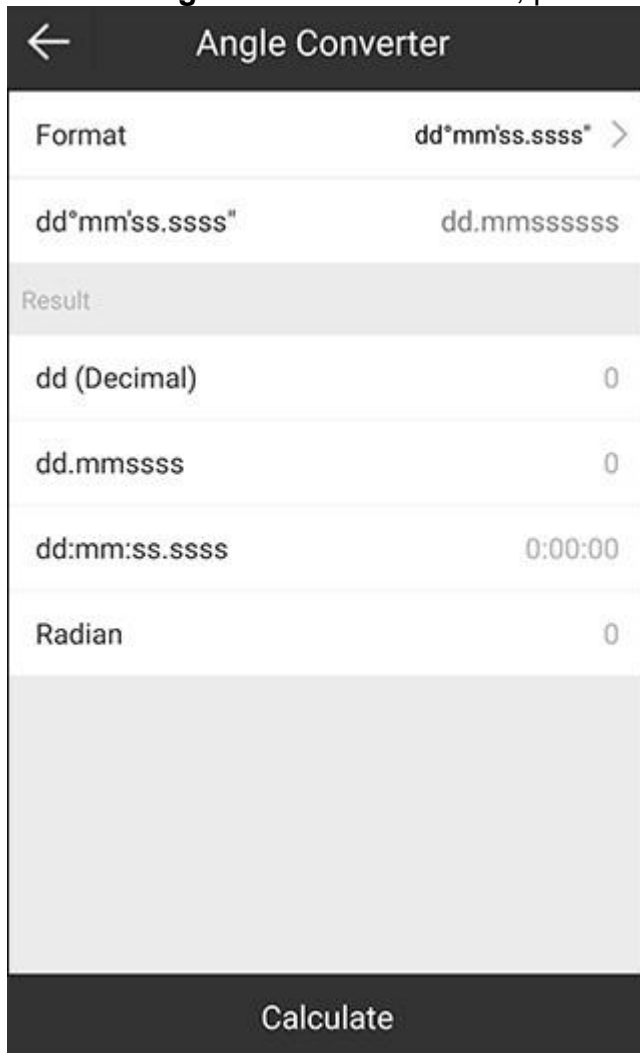 Angle Converter
Format dd°mm'ss.ssss" >
dd°mm'ss.ssss" dd.mmssssss
Result
dd (Decimal) 0
dd.mmssss 0
dd:mm:ss.ssss 0:00:00
Radian 0
Calculate